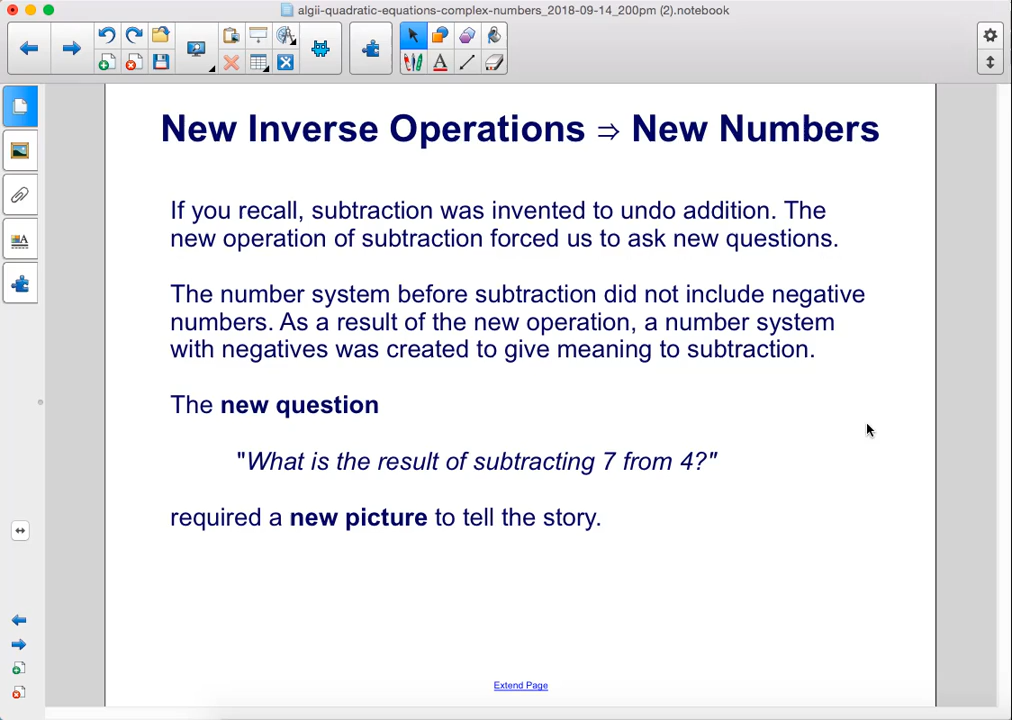 algii-quadratic-equations-complex-numbers_2018-09-14_200pm (2).notebook
New Inverse Operations ⇒ New Numbers
If you recall, subtraction was invented to undo addition. The
new operation of subtraction forced us to ask new questions.
The number system before subtraction did not include negative
numbers. As a result of the new operation, a number system
with negatives was created to give meaning to subtraction.
The new question
"What is the result of subtracting 7 from 4?"
required a new picture to tell the story.
Extend Page